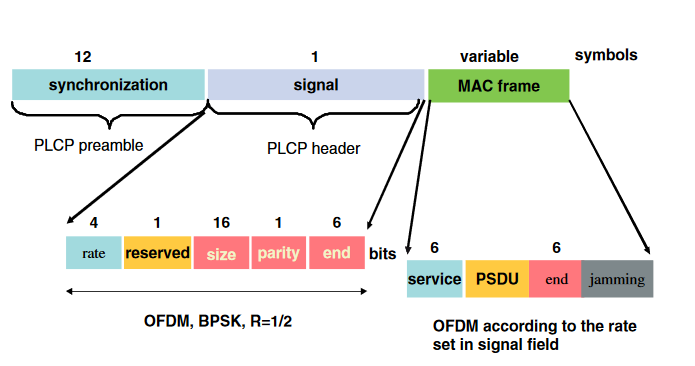 12 1 variable symbols
synchronization signal MAC frame
PLCP preamble PLCP header
4 1 16 1 6
rate reserved size parity end bits
6 6
service PSDU end jamming
OFDM, BPSK, R=1/2
OFDM according to the rate
set in signal field